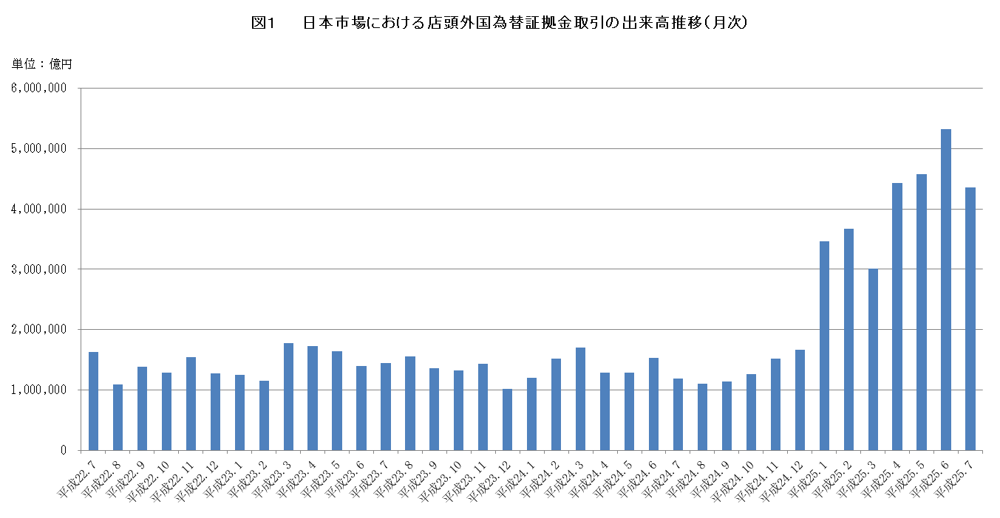 図1　日本市場における店頭外国為替証拠金取引の出来高推移(月次)
単位：億円
6,000,000
5,000,000
4,000,000
3,000,000
2,000,000
1,000,000
0
平成22.7
平成22.8
平成22.9
平成22.10
平成22.11
平成22.12
平成23.1
平成23.2
平成23.3
平成23.4
平成23.5
平成23.6
平成23.7
平成23.8
平成23.9
平成23.10
平成23.11
平成23.12
平成24.1
平成24.2
平成24.3
平成24.4
平成24.5
平成24.6
平成24.7
平成24.8
平成24.9
平成24.10
平成24.11
平成24.12
平成25.1
平成25.2
平成25.3
平成25.4
平成25.5
平成25.6
平成25.7